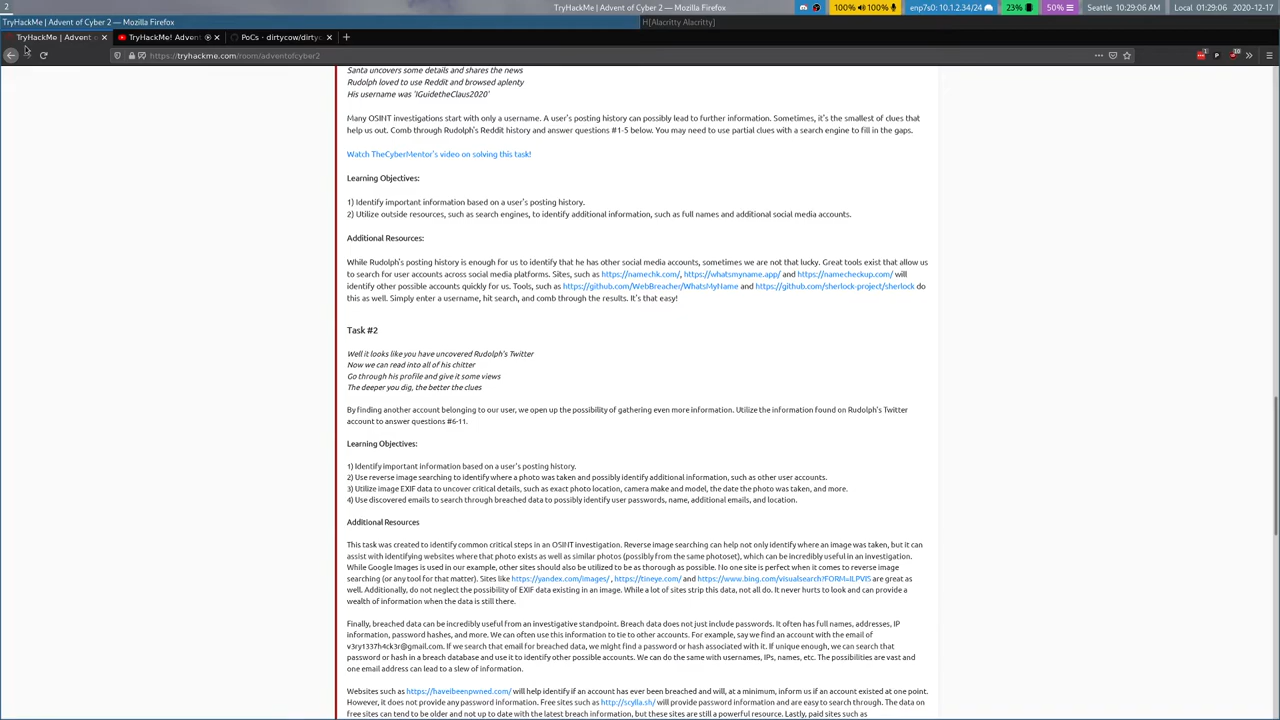 2
TryHackMe | Advent of Cyber 2 — Mozilla Firefox
100% 100% enp7s0: 10.1.2.34/24 23% 50% Seattle 10:29:06 AM Local 01:29:06 2020-12-17
TryHackMe | Advent of Cyber 2 — Mozilla Firefox
H[Alacritty Alacritty]
TryHackMe | Advent
TryHackMe! Advent
PoCs · dirtycow/dirtyc
https://tryhackme.com/room/adventofcyber2
Santa uncovers some details and shares the news
Rudolph loved to use Reddit and browsed aplenty
His username was 'IGuidetheClaus2020'
Many OSINT investigations start with only a username. A user's posting history can possibly lead to further information. Sometimes, it's the smallest of clues that
help us out. Comb through Rudolph's Reddit history and answer questions #1-5 below. You may need to use partial clues with a search engine to fill in the gaps.
Watch TheCyberMentor's video on solving this task!
Learning Objectives:
1) Identify important information based on a user's posting history.
2) Utilize outside resources, such as search engines, to identify additional information, such as full names and additional social media accounts.
Additional Resources:
While Rudolph's posting history is enough for us to identify that he has other social media accounts, sometimes we are not that lucky. Great tools exist that allow us
to search for user accounts across social media platforms. Sites, such as https://namechk.com/, https://whatsmyname.app/ and https://namecheckup.com/ will
identify other possible accounts quickly for us. Tools, such as https://github.com/WebBreacher/WhatsMyName and https://github.com/sherlock-project/sherlock do
this as well. Simply enter a username, hit search, and comb through the results. It's that easy!
Task #2
Well it looks like you have uncovered Rudolph's Twitter
Now we can read into all of his chitter
Go through his profile and give it some views
The deeper you dig, the better the clues
By finding another account belonging to our user, we open up the possibility of gathering even more information. Utilize the information found on Rudolph's Twitter
account to answer questions #6-11.
Learning Objectives:
1) Identify important information based on a user's posting history.
2) Use reverse image searching to identify where a photo was taken and possibly identify additional information, such as other user accounts.
3) Utilize image EXIF data to uncover critical details, such as exact photo location, camera make and model, the date the photo was taken, and more.
4) Use discovered emails to search through breached data to possibly identify user passwords, name, additional emails, and location.
Additional Resources
This task was created to identify common critical steps in an OSINT investigation. Reverse image searching can help not only identify where an image was taken, but it can
assist with identifying websites where that photo exists as well as similar photos (possibly from the same photoset), which can be incredibly useful in an investigation.
While Google Images is used in our example, other sites should also be utilized to be as thorough as possible. No one site is perfect when it comes to reverse image
searching (or any tool for that matter). Sites like https://yandex.com/images/ , https://tineye.com/ and https://www.bing.com/visualsearch?FORM=ILPVIS are great as
well. Additionally, do not neglect the possibility of EXIF data existing in an image. While a lot of sites strip this data, not all do. It never hurts to look and can provide a
wealth of information when the data is still there.
Finally, breached data can be incredibly useful from an investigative standpoint. Breach data does not just include passwords. It often has full names, addresses, IP
information, password hashes, and more. We can often use this information to tie to other accounts. For example, say we find an account with the email of
v3ry1337h4ck3r@gmail.com. If we search that email for breached data, we might find a password or hash associated with it. If unique enough, we can search that
password or hash in a breach database and use it to identify other possible accounts. We can do the same with usernames, IPs, names, etc. The possibilities are vast and
one email address can lead to a slew of information.
Websites such as https://haveibeenpwned.com/ will help identify if an account has ever been breached and will, at a minimum, inform us if an account existed at one point.
However, it does not provide any password information. Free sites such as http://scylla.sh/ will provide password information and are easy to search through. The data on
free sites can tend to be older and not up to date with the latest breach information, but these sites are still a powerful resource. Lastly, paid sites such as